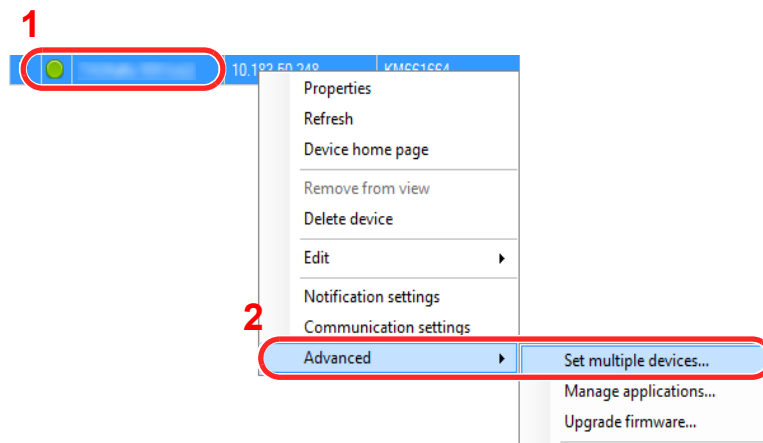 1
10.183.50.248 KM661664
Properties
Refresh
Device home page
Remove from view
Delete device
Edit
Notification settings
2
Communication settings
Advanced
Set multiple devices...
Manage applications...
Upgrade firmware...